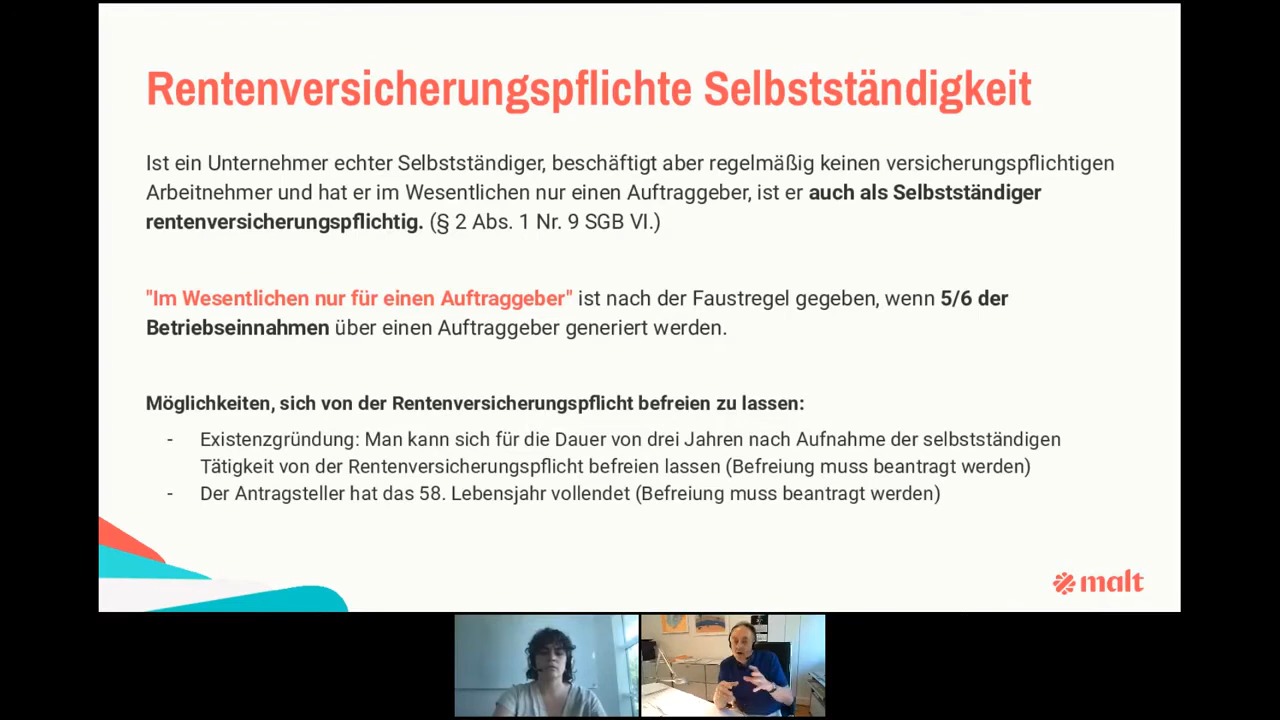 Rentenversicherungspflichte Selbstständigkeit
Ist ein Unternehmer echter Selbstständiger, beschäftigt aber regelmäßig keinen versicherungspflichtigen
Arbeitnehmer und hat er im Wesentlichen nur einen Auftraggeber, ist er auch als Selbstständiger
rentenversicherungspflichtig. (§ 2 Abs. 1 Nr. 9 SGB VI.)
"Im Wesentlichen nur für einen Auftraggeber" ist nach der Faustregel gegeben, wenn 5/6 der
Betriebseinnahmen über einen Auftraggeber generiert werden.
Möglichkeiten, sich von der Rentenversicherungspflicht befreien zu lassen:
- Existenzgründung: Man kann sich für die Dauer von drei Jahren nach Aufnahme der selbstständigen
Tätigkeit von der Rentenversicherungspflicht befreien lassen (Befreiung muss beantragt werden)
- Der Antragsteller hat das 58. Lebensjahr vollendet (Befreiung muss beantragt werden)
malt